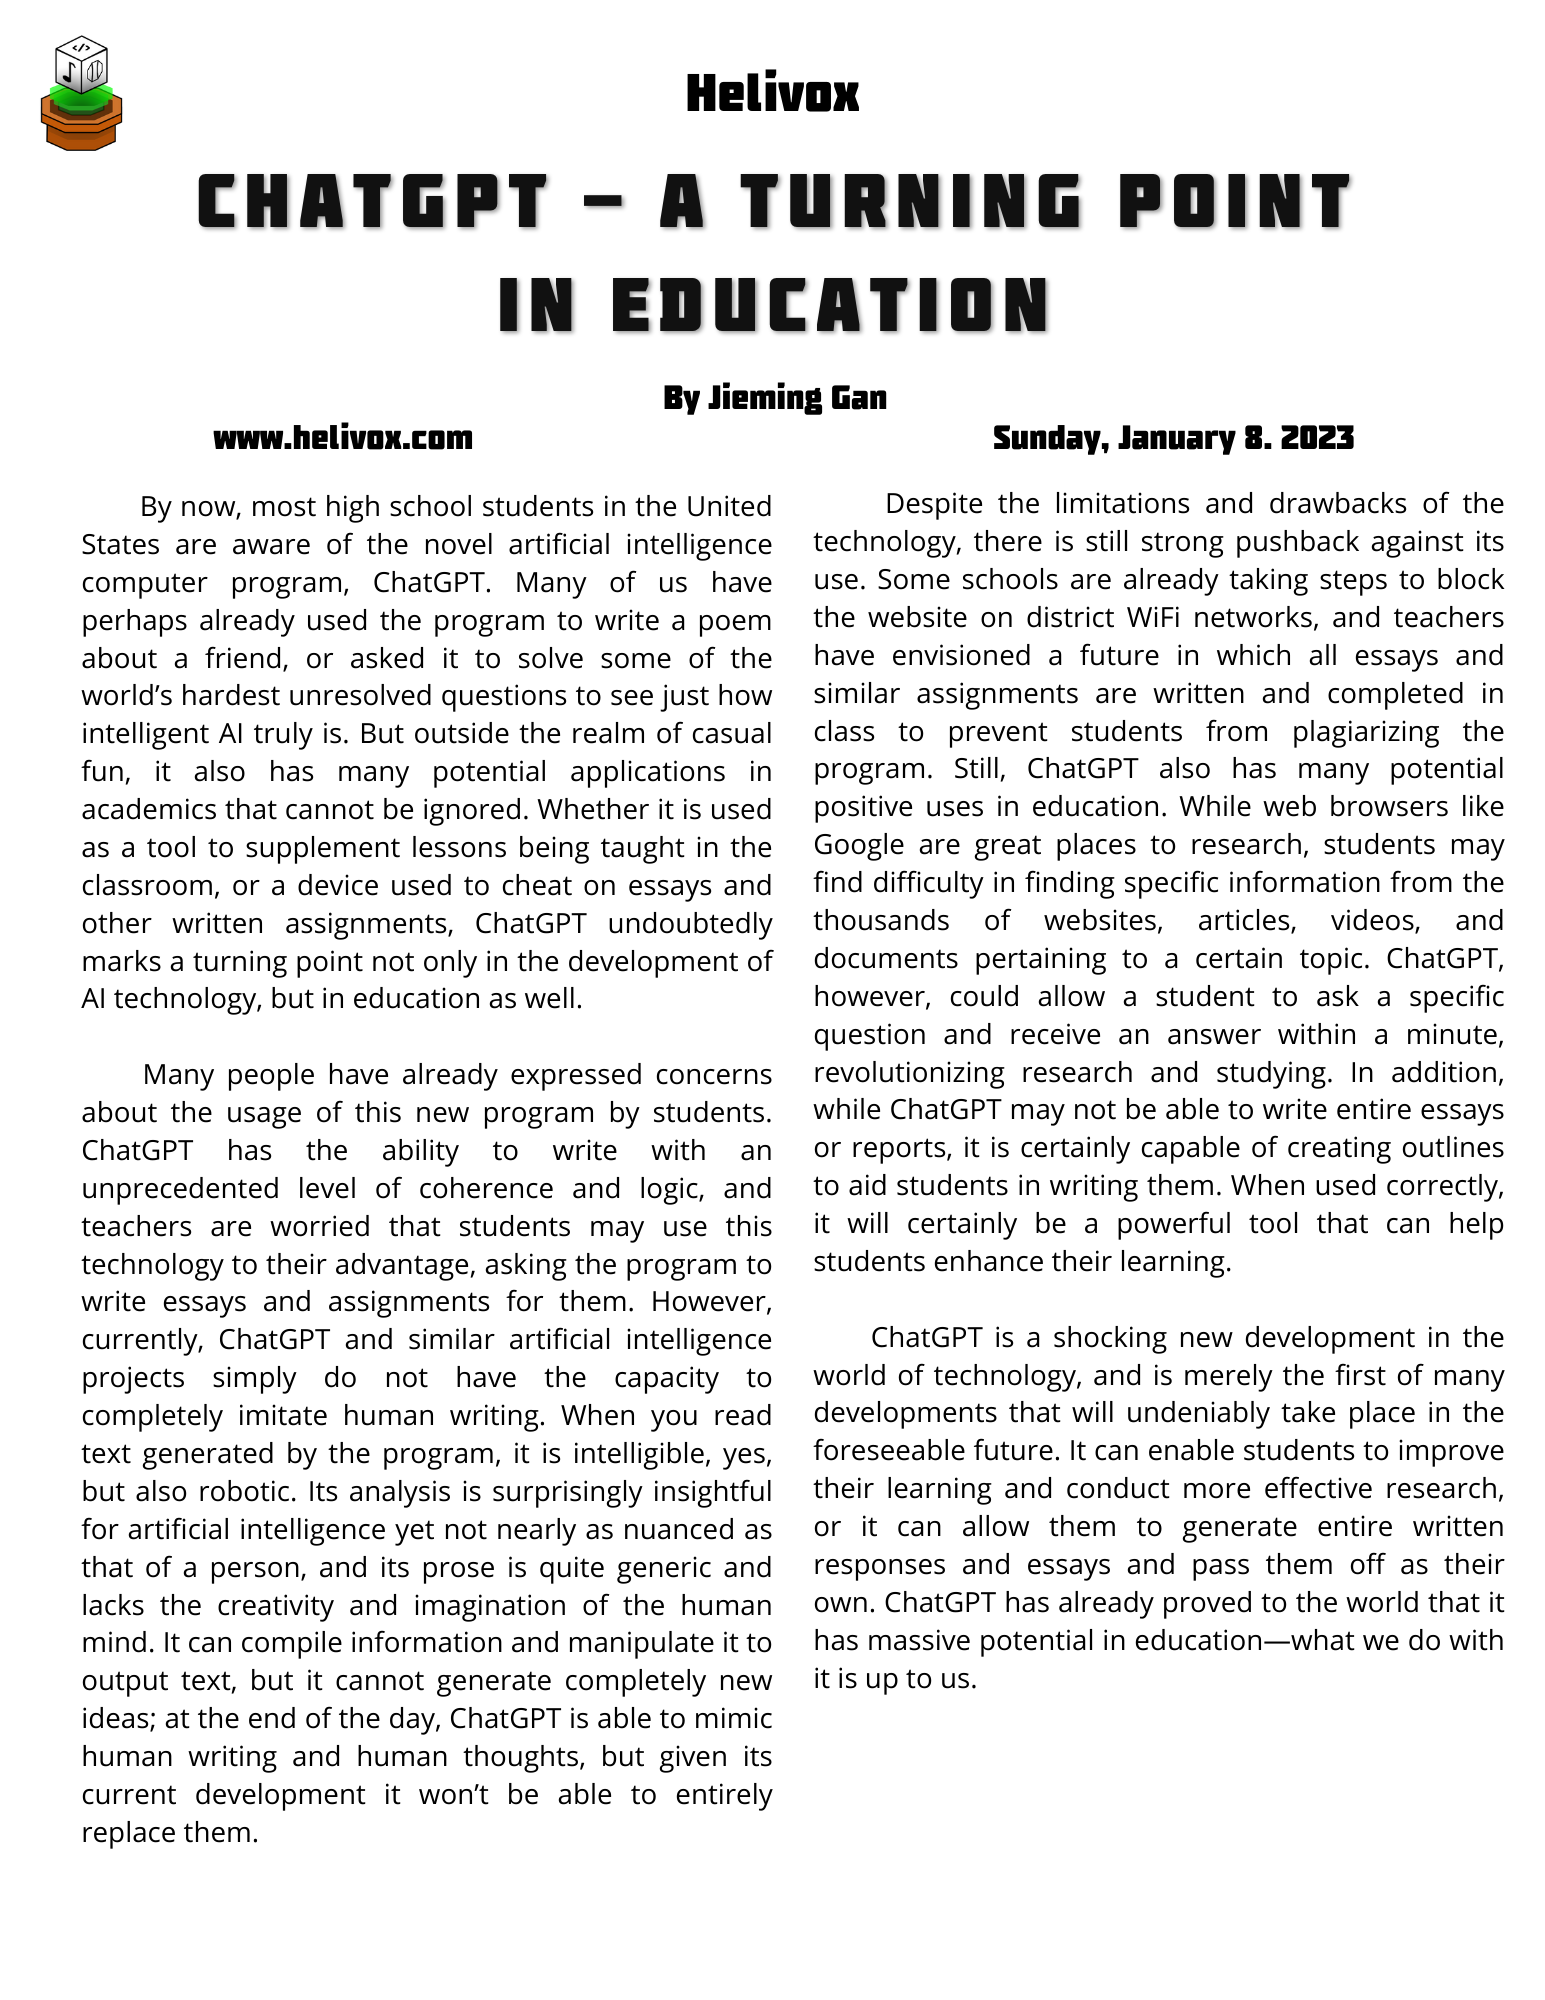 </>
Helivox
CHATGPT – A TURNING POINT
IN EDUCATION
By Jieming Gan
www.helivox.com
Sunday, January 8. 2023
By now, most high school students in the United
States are aware of the novel artificial intelligence
computer program, ChatGPT. Many of us have
perhaps already used the program to write a poem
about a friend, or asked it to solve some of the
world’s hardest unresolved questions to see just how
intelligent AI truly is. But outside the realm of casual
fun, it also has many potential applications in
academics that cannot be ignored. Whether it is used
as a tool to supplement lessons being taught in the
classroom, or a device used to cheat on essays and
other written assignments, ChatGPT undoubtedly
marks a turning point not only in the development of
AI technology, but in education as well.
Many people have already expressed concerns
about the usage of this new program by students.
ChatGPT has the ability to write with an
unprecedented level of coherence and logic, and
teachers are worried that students may use this
technology to their advantage, asking the program to
write essays and assignments for them. However,
currently, ChatGPT and similar artificial intelligence
projects simply do not have the capacity to
completely imitate human writing. When you read
text generated by the program, it is intelligible, yes,
but also robotic. Its analysis is surprisingly insightful
for artificial intelligence yet not nearly as nuanced as
that of a person, and its prose is quite generic and
lacks the creativity and imagination of the human
mind. It can compile information and manipulate it to
output text, but it cannot generate completely new
ideas; at the end of the day, ChatGPT is able to mimic
human writing and human thoughts, but given its
current development it won’t be able to entirely
replace them.
Despite the limitations and drawbacks of the
technology, there is still strong pushback against its
use. Some schools are already taking steps to block
the website on district WiFi networks, and teachers
have envisioned a future in which all essays and
similar assignments are written and completed in
class to prevent students from plagiarizing the
program. Still, ChatGPT also has many potential
positive uses in education. While web browsers like
Google are great places to research, students may
find difficulty in finding specific information from the
thousands of websites, articles, videos, and
documents pertaining to a certain topic. ChatGPT,
however, could allow a student to ask a specific
question and receive an answer within a minute,
revolutionizing research and studying. In addition,
while ChatGPT may not be able to write entire essays
or reports, it is certainly capable of creating outlines
to aid students in writing them. When used correctly,
it will certainly be a powerful tool that can help
students enhance their learning.
ChatGPT is a shocking new development in the
world of technology, and is merely the first of many
developments that will undeniably take place in the
foreseeable future. It can enable students to improve
their learning and conduct more effective research,
or it can allow them to generate entire written
responses and essays and pass them off as their
own. ChatGPT has already proved to the world that it
has massive potential in education—what we do with
it is up to us.